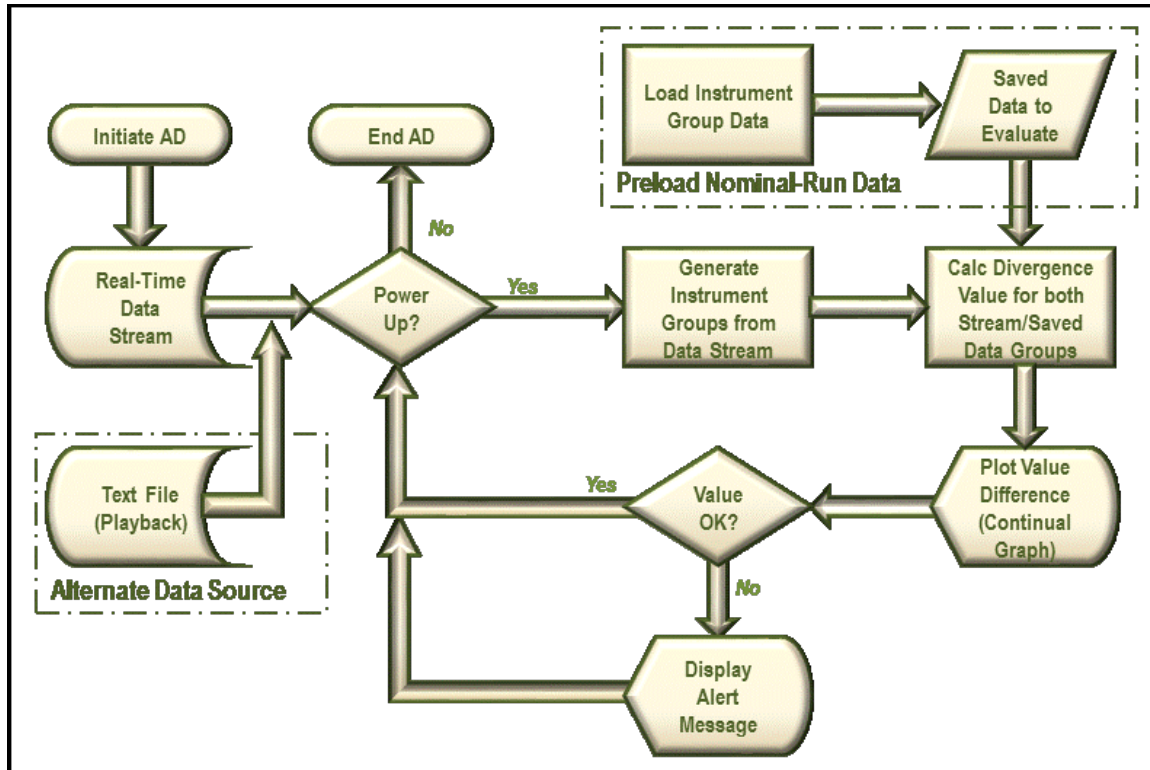 Load Instrument
Group Data
Saved
Data to
Evaluate
Preload Nominal-Run Data
Initiate AD
End AD
No
Real-Time
Data
Stream
Power
Up?
Yes
Generate
Instrument
Groups from
Data Stream
Calc Divergence
Value for both
Stream/Saved
Data Groups
Text File
(Playback)
Alternate Data Source
Yes
Value
OK?
Plot Value
Difference
(Continual
Graph)
No
Display
Alert
Message